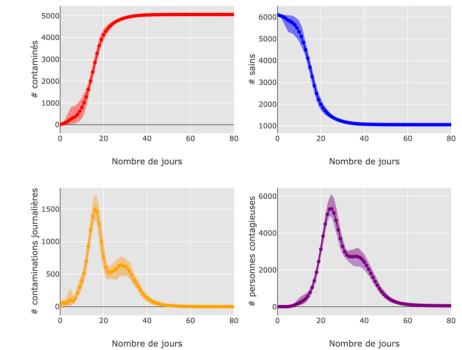 5000
4000
3000
2000
1000
0
0 20 40 60 80
# contaminés
Nombre de jours
6000
5000
4000
3000
2000
1000
0 20 40 60 80
# sains
Nombre de jours
1500
1000
500
0
0 20 40 60 80
# contaminations journalières
Nombre de jours
6000
4000
2000
0
0 20 40 60 80
# personnes contagieuses
Nombre de jours